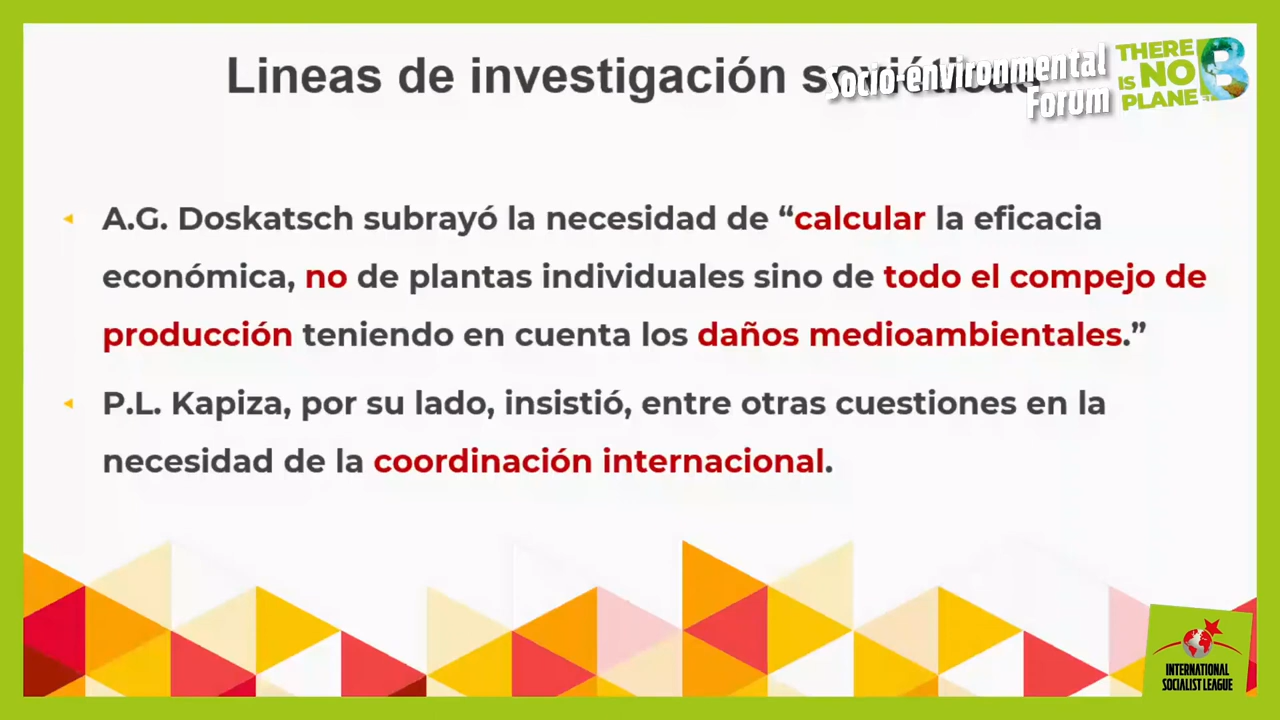 Lineas de investigación
Socio-environmental
Forum
THERE
IS NO
PLANE
B
A.G. Doskatsch subrayó la necesidad de “calcular la eficacia
económica, no de plantas individuales sino de todo el compejo de
producción teniendo en cuenta los daños medioambientales.”
P.L. Kapiza, por su lado, insistió, entre otras cuestiones en la
necesidad de la coordinación internacional.
INTERNATIONAL
SOCIALIST LEAGUE